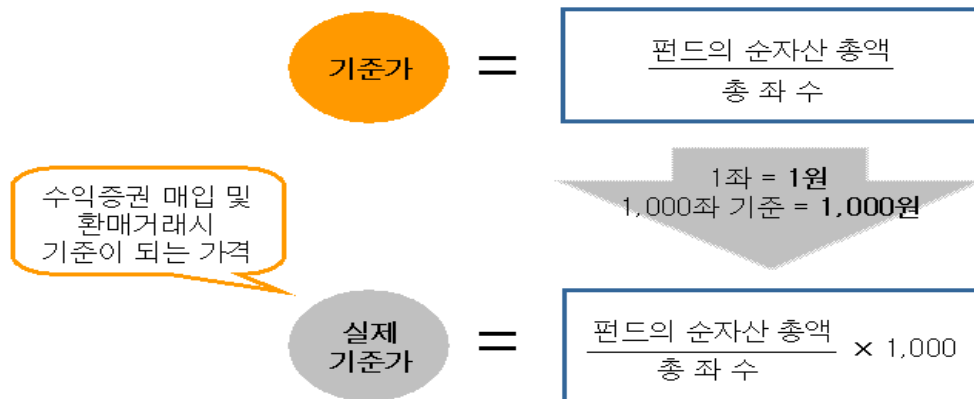 기준가
=
펀드의 순자산 총액
총 좌 수
1좌 = 1원
1,000좌 기준 = 1,000원
수익증권 매입 및
환매거래시
기준이 되는 가격
실제
기준가
=
펀드의 순자산 총액
총 좌 수
× 1,000